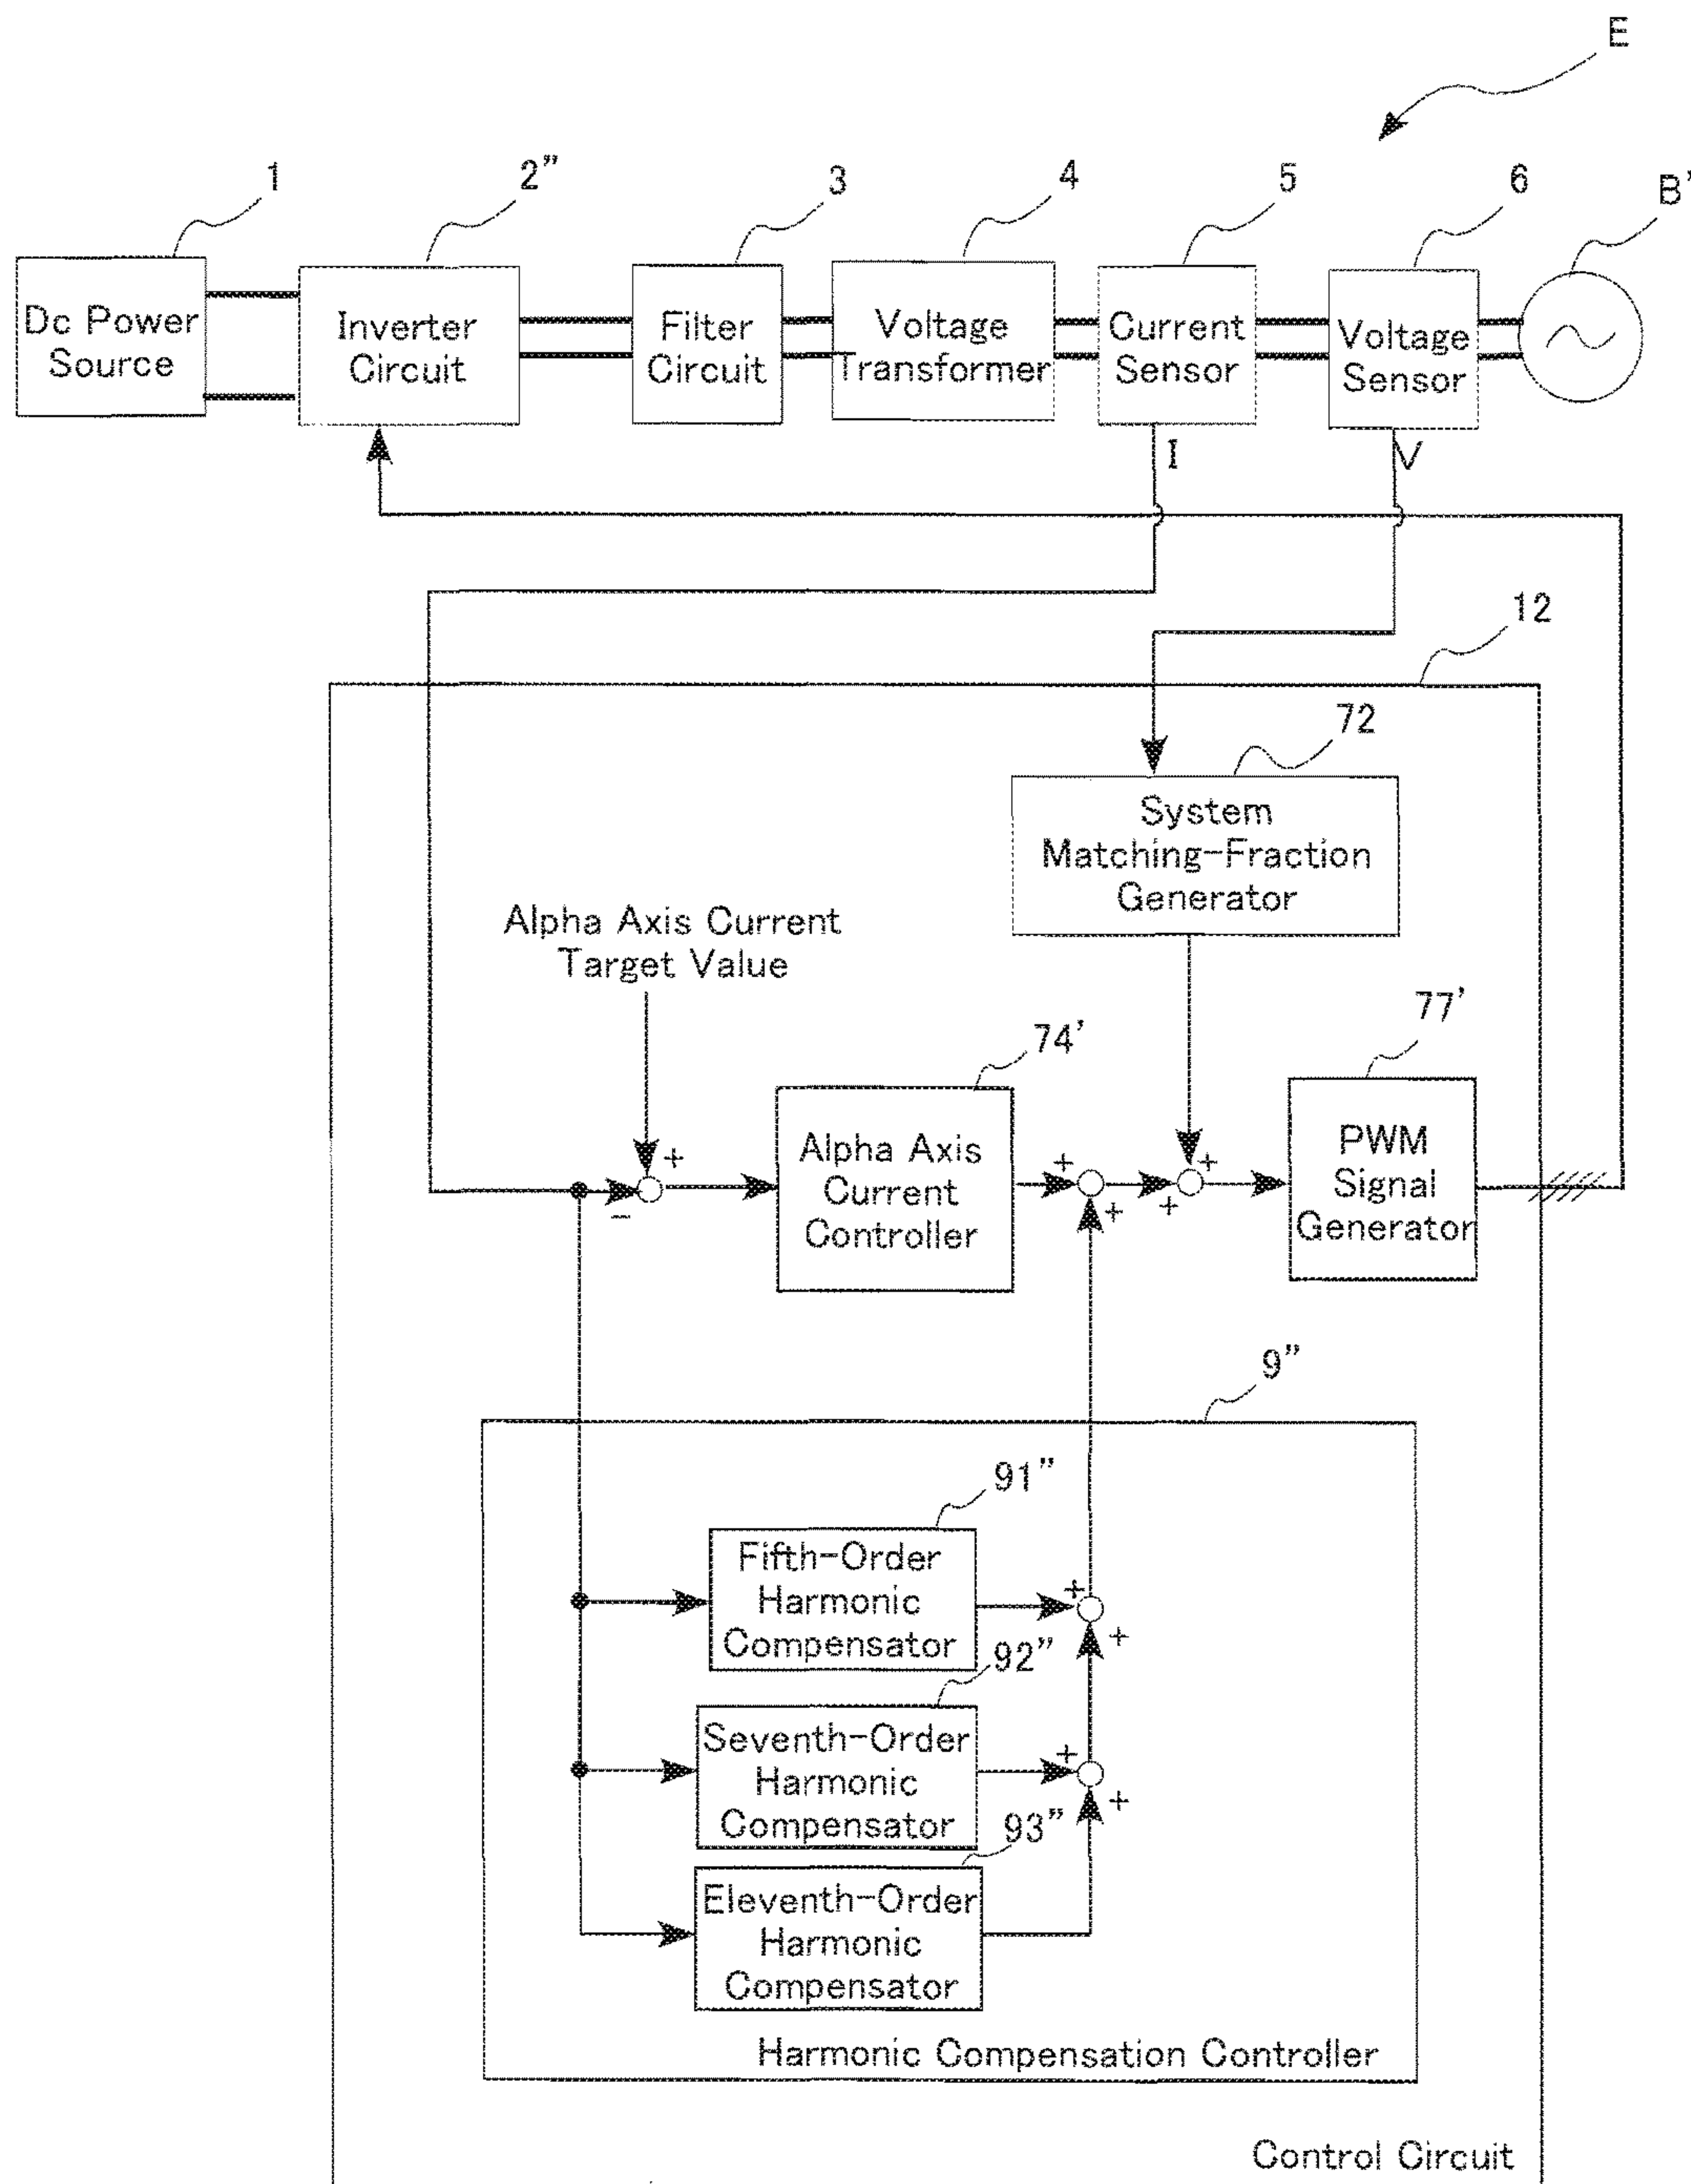 E
1
2”
3
4
5
6
B'
Dc Power
Source
Inverter
Circuit
Filter
Circuit
Voltage
Transformer
Current
Sensor
Voltage
Sensor
I
V
12
72
System
Matching-Fraction
Generator
Alpha Axis Current
Target Value
74'
77'
+
-
Alpha Axis
Current
Controller
+
+
+
+
PWM
Signal
Generator
9”
91”
Fifth-Order
Harmonic
Compensator
+
+
92”
Seventh-Order
Harmonic
Compensator
+
+
93”
Eleventh-Order
Harmonic
Compensator
Harmonic Compensation Controller
Control Circuit